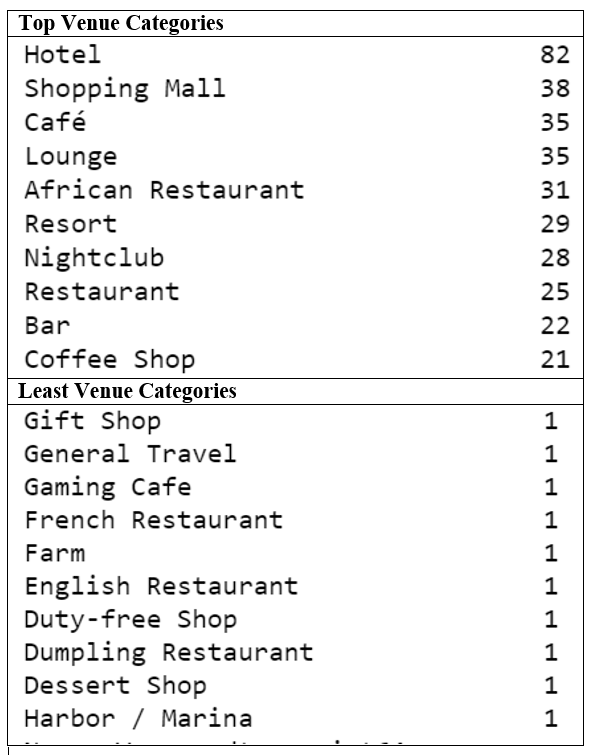 Top Venue Categories
Hotel 82
Shopping Mall 38
Café 35
Lounge 35
African Restaurant 31
Resort 29
Nightclub 28
Restaurant 25
Bar 22
Coffee Shop 21
Least Venue Categories
Gift Shop 1
General Travel 1
Gaming Cafe 1
French Restaurant 1
Farm 1
English Restaurant 1
Duty-free Shop 1
Dumpling Restaurant 1
Dessert Shop 1
Harbor / Marina 1